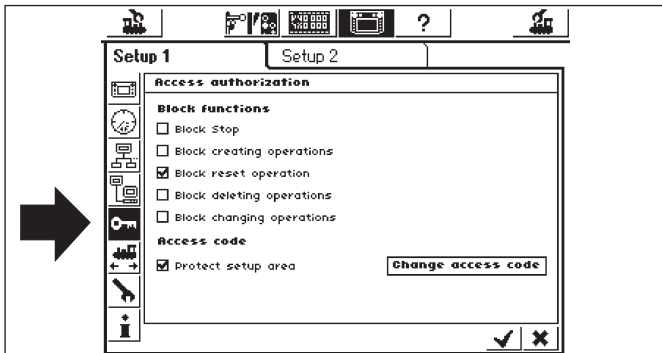 ?
Setup 1
Setup 2
Access authorization
Block functions
Block Stop
Block creating operations
Block reset operation
Block deleting operations
Block changing operations
Access code
Protect setup area
Change access code
i